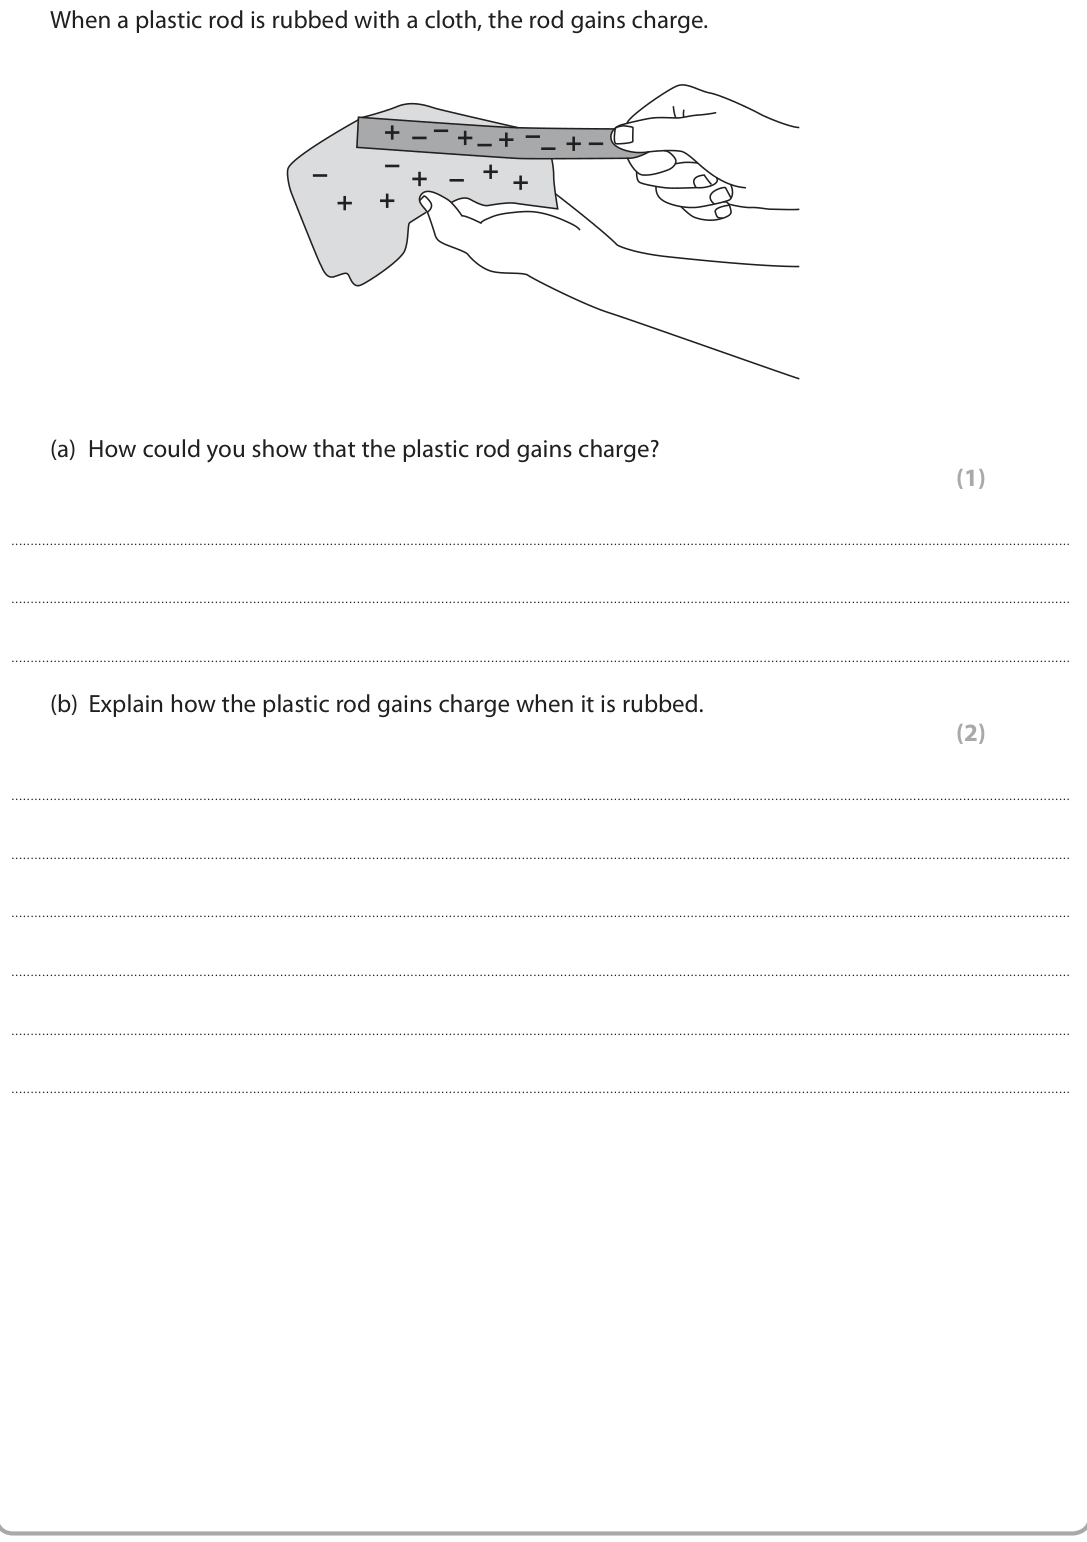 When a plastic rod is rubbed with a cloth, the rod gains charge.
+ − − + − + − − + −
− − + − + +
+ +
(a) How could you show that the plastic rod gains charge?
(1)
(b) Explain how the plastic rod gains charge when it is rubbed.
(2)